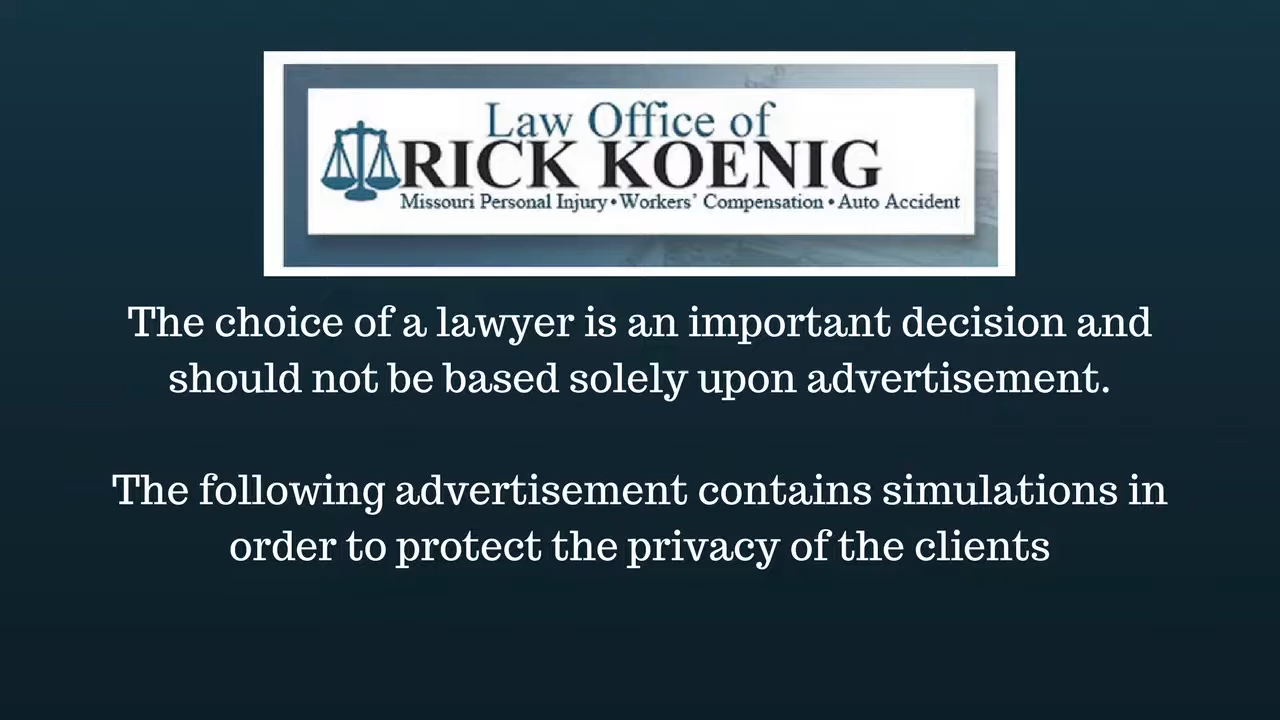 Law Office of
RICK KOENIG
Missouri Personal Injury • Workers' Compensation • Auto Accident
The choice of a lawyer is an important decision and
should not be based solely upon advertisement.
The following advertisement contains simulations in
order to protect the privacy of the clients